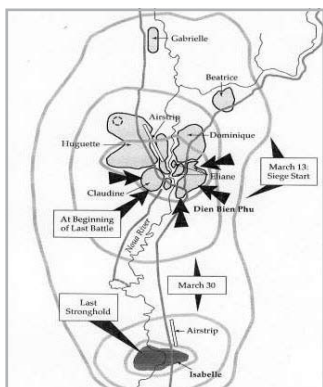 Gabrielle
Beatrice
Airstrip
Dominique
Huguette
March 13:
Siege Start
Eliane
Claudine
Dien Bien Phu
At Beginning
of Last Battle
Nam River
March 30
Last
Stronghold
Airstrip
Isabelle